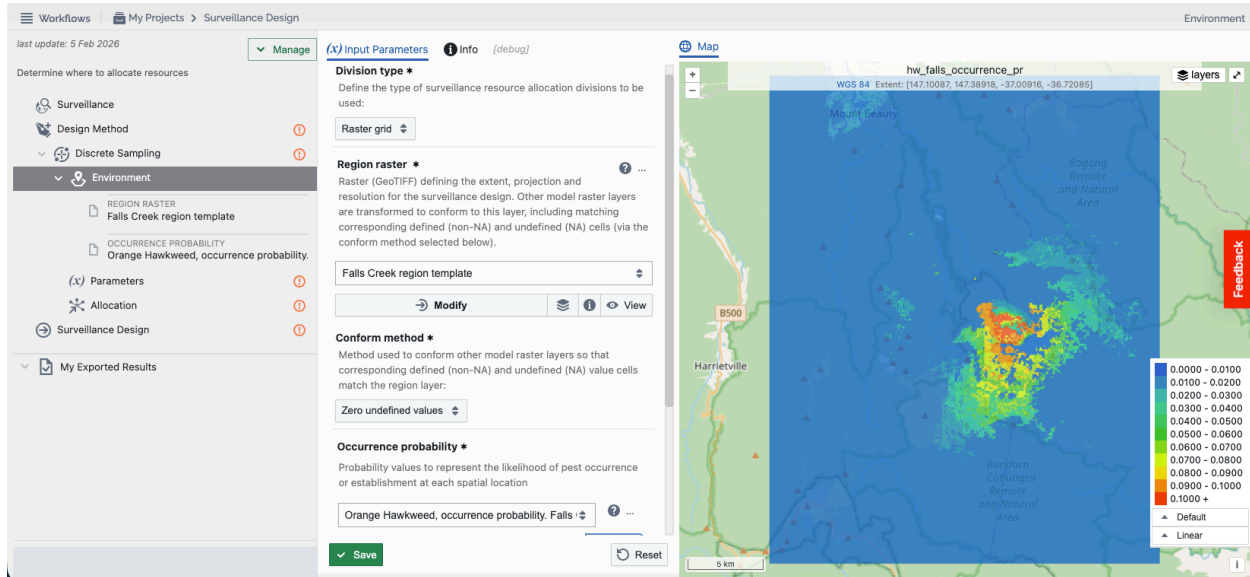 Workflows
My Projects > Surveillance Design
Environment
last update: 5 Feb 2026
Manage
Determine where to allocate resources
Surveillance
Design Method
Discrete Sampling
Environment
REGION RASTER
Falls Creek region template
OCCURRENCE PROBABILITY
Orange Hawkweed, occurrence probability.
(x) Parameters
Allocation
Surveillance Design
My Exported Results
(x) Input Parameters
Info
[debug]
Division type *
Define the type of surveillance resource allocation divisions to be
used:
Raster grid
Region raster *
Raster (GeoTIFF) defining the extent, projection and
resolution for the surveillance design. Other model raster layers
are transformed to conform to this layer, including matching
corresponding defined (non-NA) and undefined (NA) cells (via the
conform method selected below).
Falls Creek region template
Modify
View
Conform method *
Method used to conform other model raster layers so that
corresponding defined (non-NA) and undefined (NA) value cells
match the region layer:
Zero undefined values
Occurrence probability *
Probability values to represent the likelihood of pest occurrence
or establishment at each spatial location
Orange Hawkweed, occurrence probability. Falls
Save
Reset
Map
+
−
hw_falls_occurrence_pr
WGS 84 Extent: [147.10087, 147.38918, -37.00916, -36.72085]
layers
Mount Beauty
Bogong
Remote
and Natural
Area
B500
Harrietville
Bundara
- Cobungra
Remote
and Natural
Area
Feedback
0.0000 - 0.0100
0.0100 - 0.0200
0.0200 - 0.0300
0.0300 - 0.0400
0.0400 - 0.0500
0.0500 - 0.0600
0.0600 - 0.0700
0.0700 - 0.0800
0.0800 - 0.0900
0.0900 - 0.1000
0.1000 +
Default
Linear
5 km
i